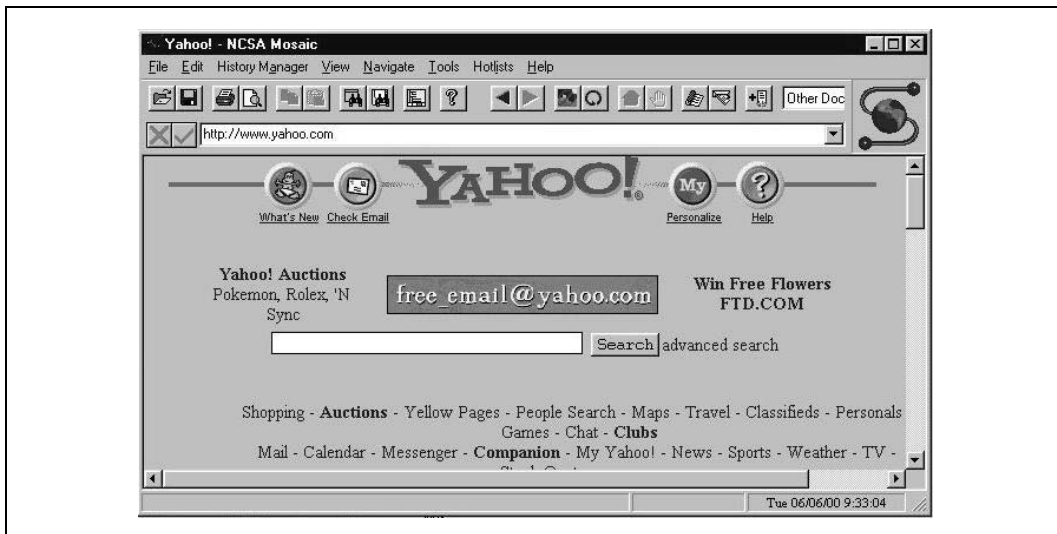 Yahoo! - NCSA Mosaic
File Edit History Manager View Navigate Tools Hotlists Help
Other Doc
http://www.yahoo.com
YAHOO!
My
What's New Check Email Personalize Help
Yahoo! Auctions
Pokemon, Rolex, 'N
Sync
free_email@yahoo.com
Win Free Flowers
FTD.COM
Search advanced search
Shopping - Auctions - Yellow Pages - People Search - Maps - Travel - Classifieds - Personals
Games - Chat - Clubs
Mail - Calendar - Messenger - Companion - My Yahoo! - News - Sports - Weather - TV -
Tue 06/06/00 9:33:04